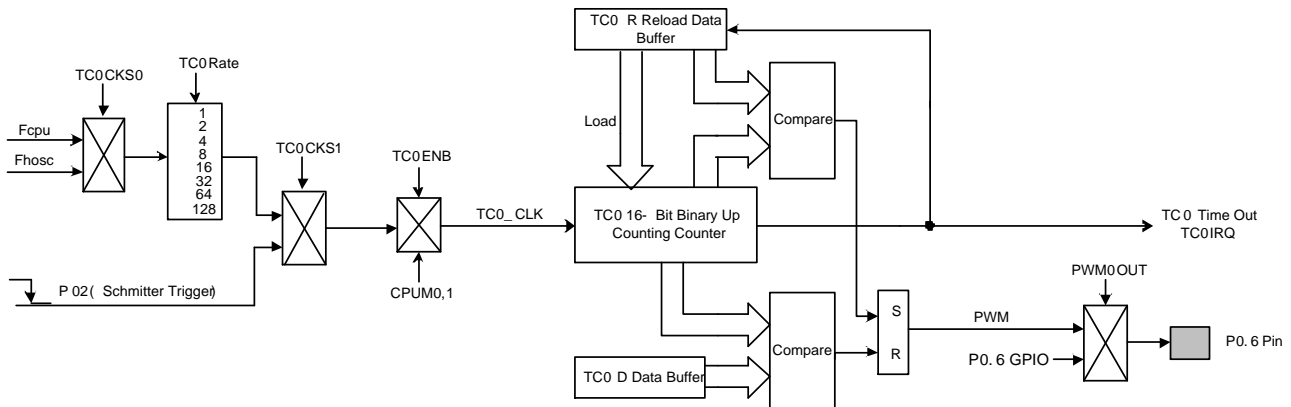 TC0 R Reload Data
Buffer
TC0CKS0
TC0Rate
Fcpu
Fhosc
1
2
4
8
16
32
64
128
TC0CKS1
TC0ENB
Load
Compare
TC0_CLK
TC0 16- Bit Binary Up
Counting Counter
TC0 Time Out
TC0IRQ
P 02( Schmitter Trigger)
CPUM0,1
PWM0OUT
S
R
PWM
P0. 6 GPIO
P0. 6 Pin
Compare
TC0 D Data Buffer